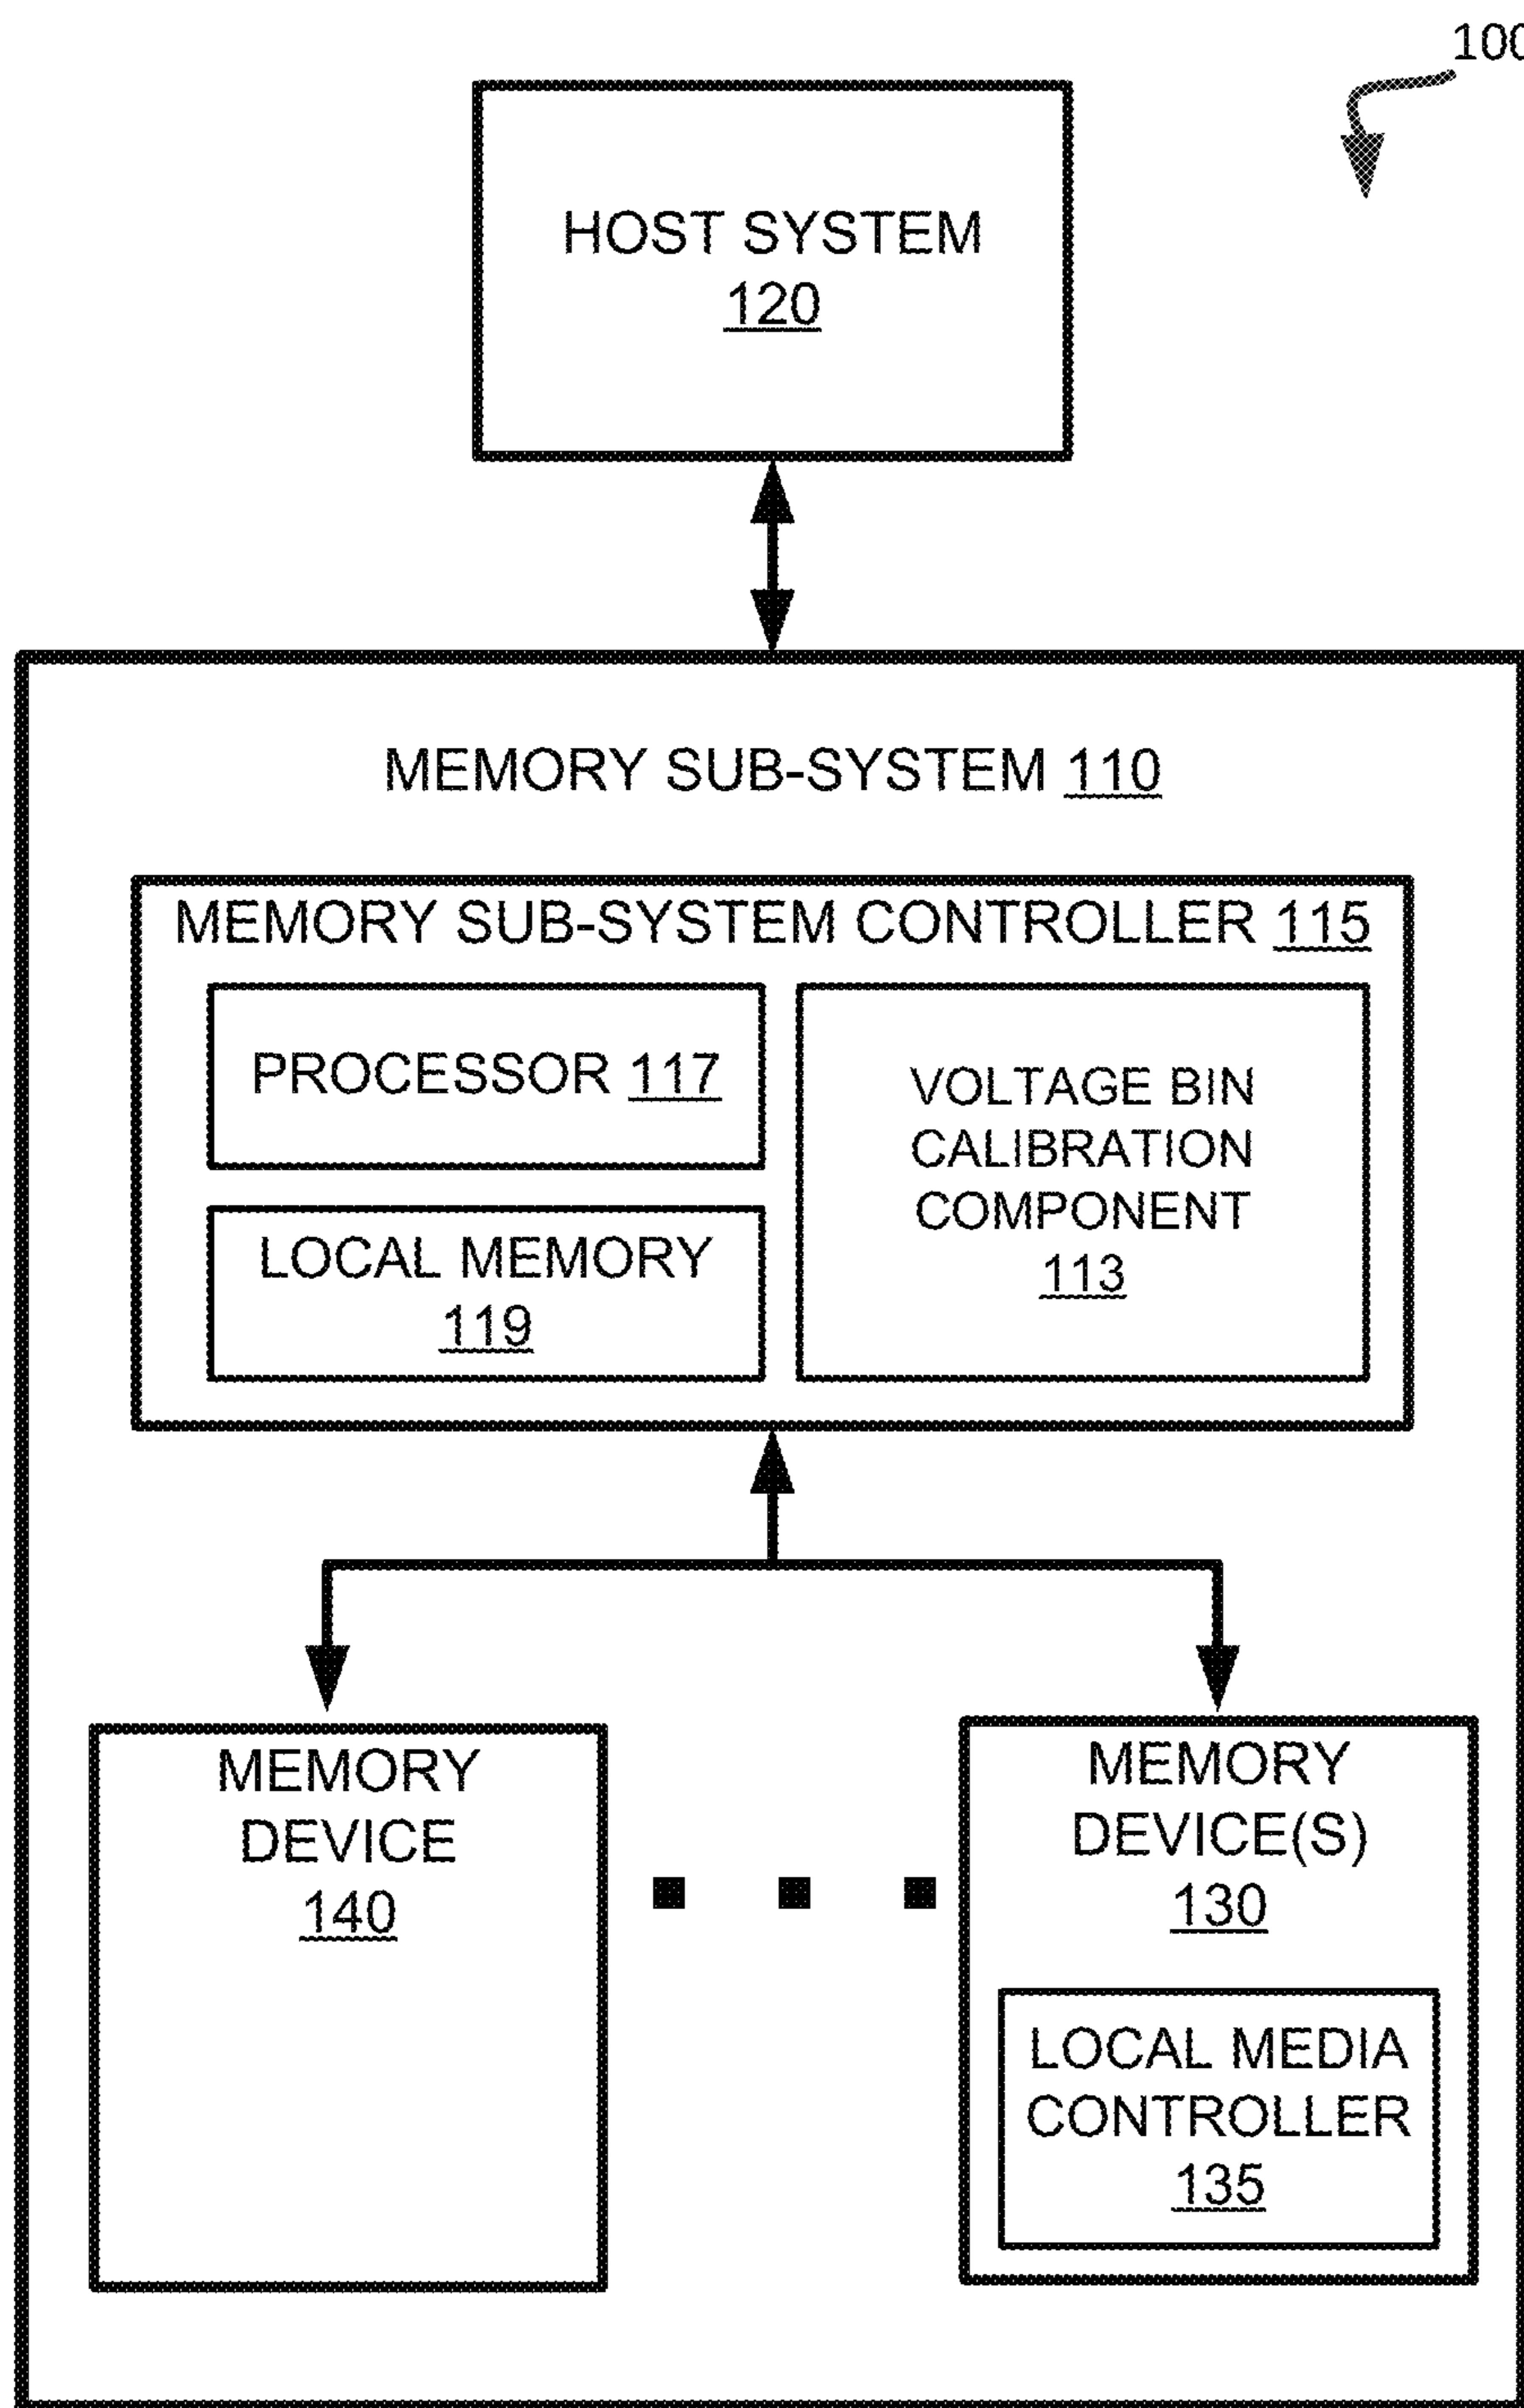 100
HOST SYSTEM
120
MEMORY SUB-SYSTEM 110
MEMORY SUB-SYSTEM CONTROLLER 115
PROCESSOR 117
LOCAL MEMORY
119
VOLTAGE BIN
CALIBRATION
COMPONENT
113
MEMORY
DEVICE
140
MEMORY
DEVICE(S)
130
LOCAL MEDIA
CONTROLLER
135